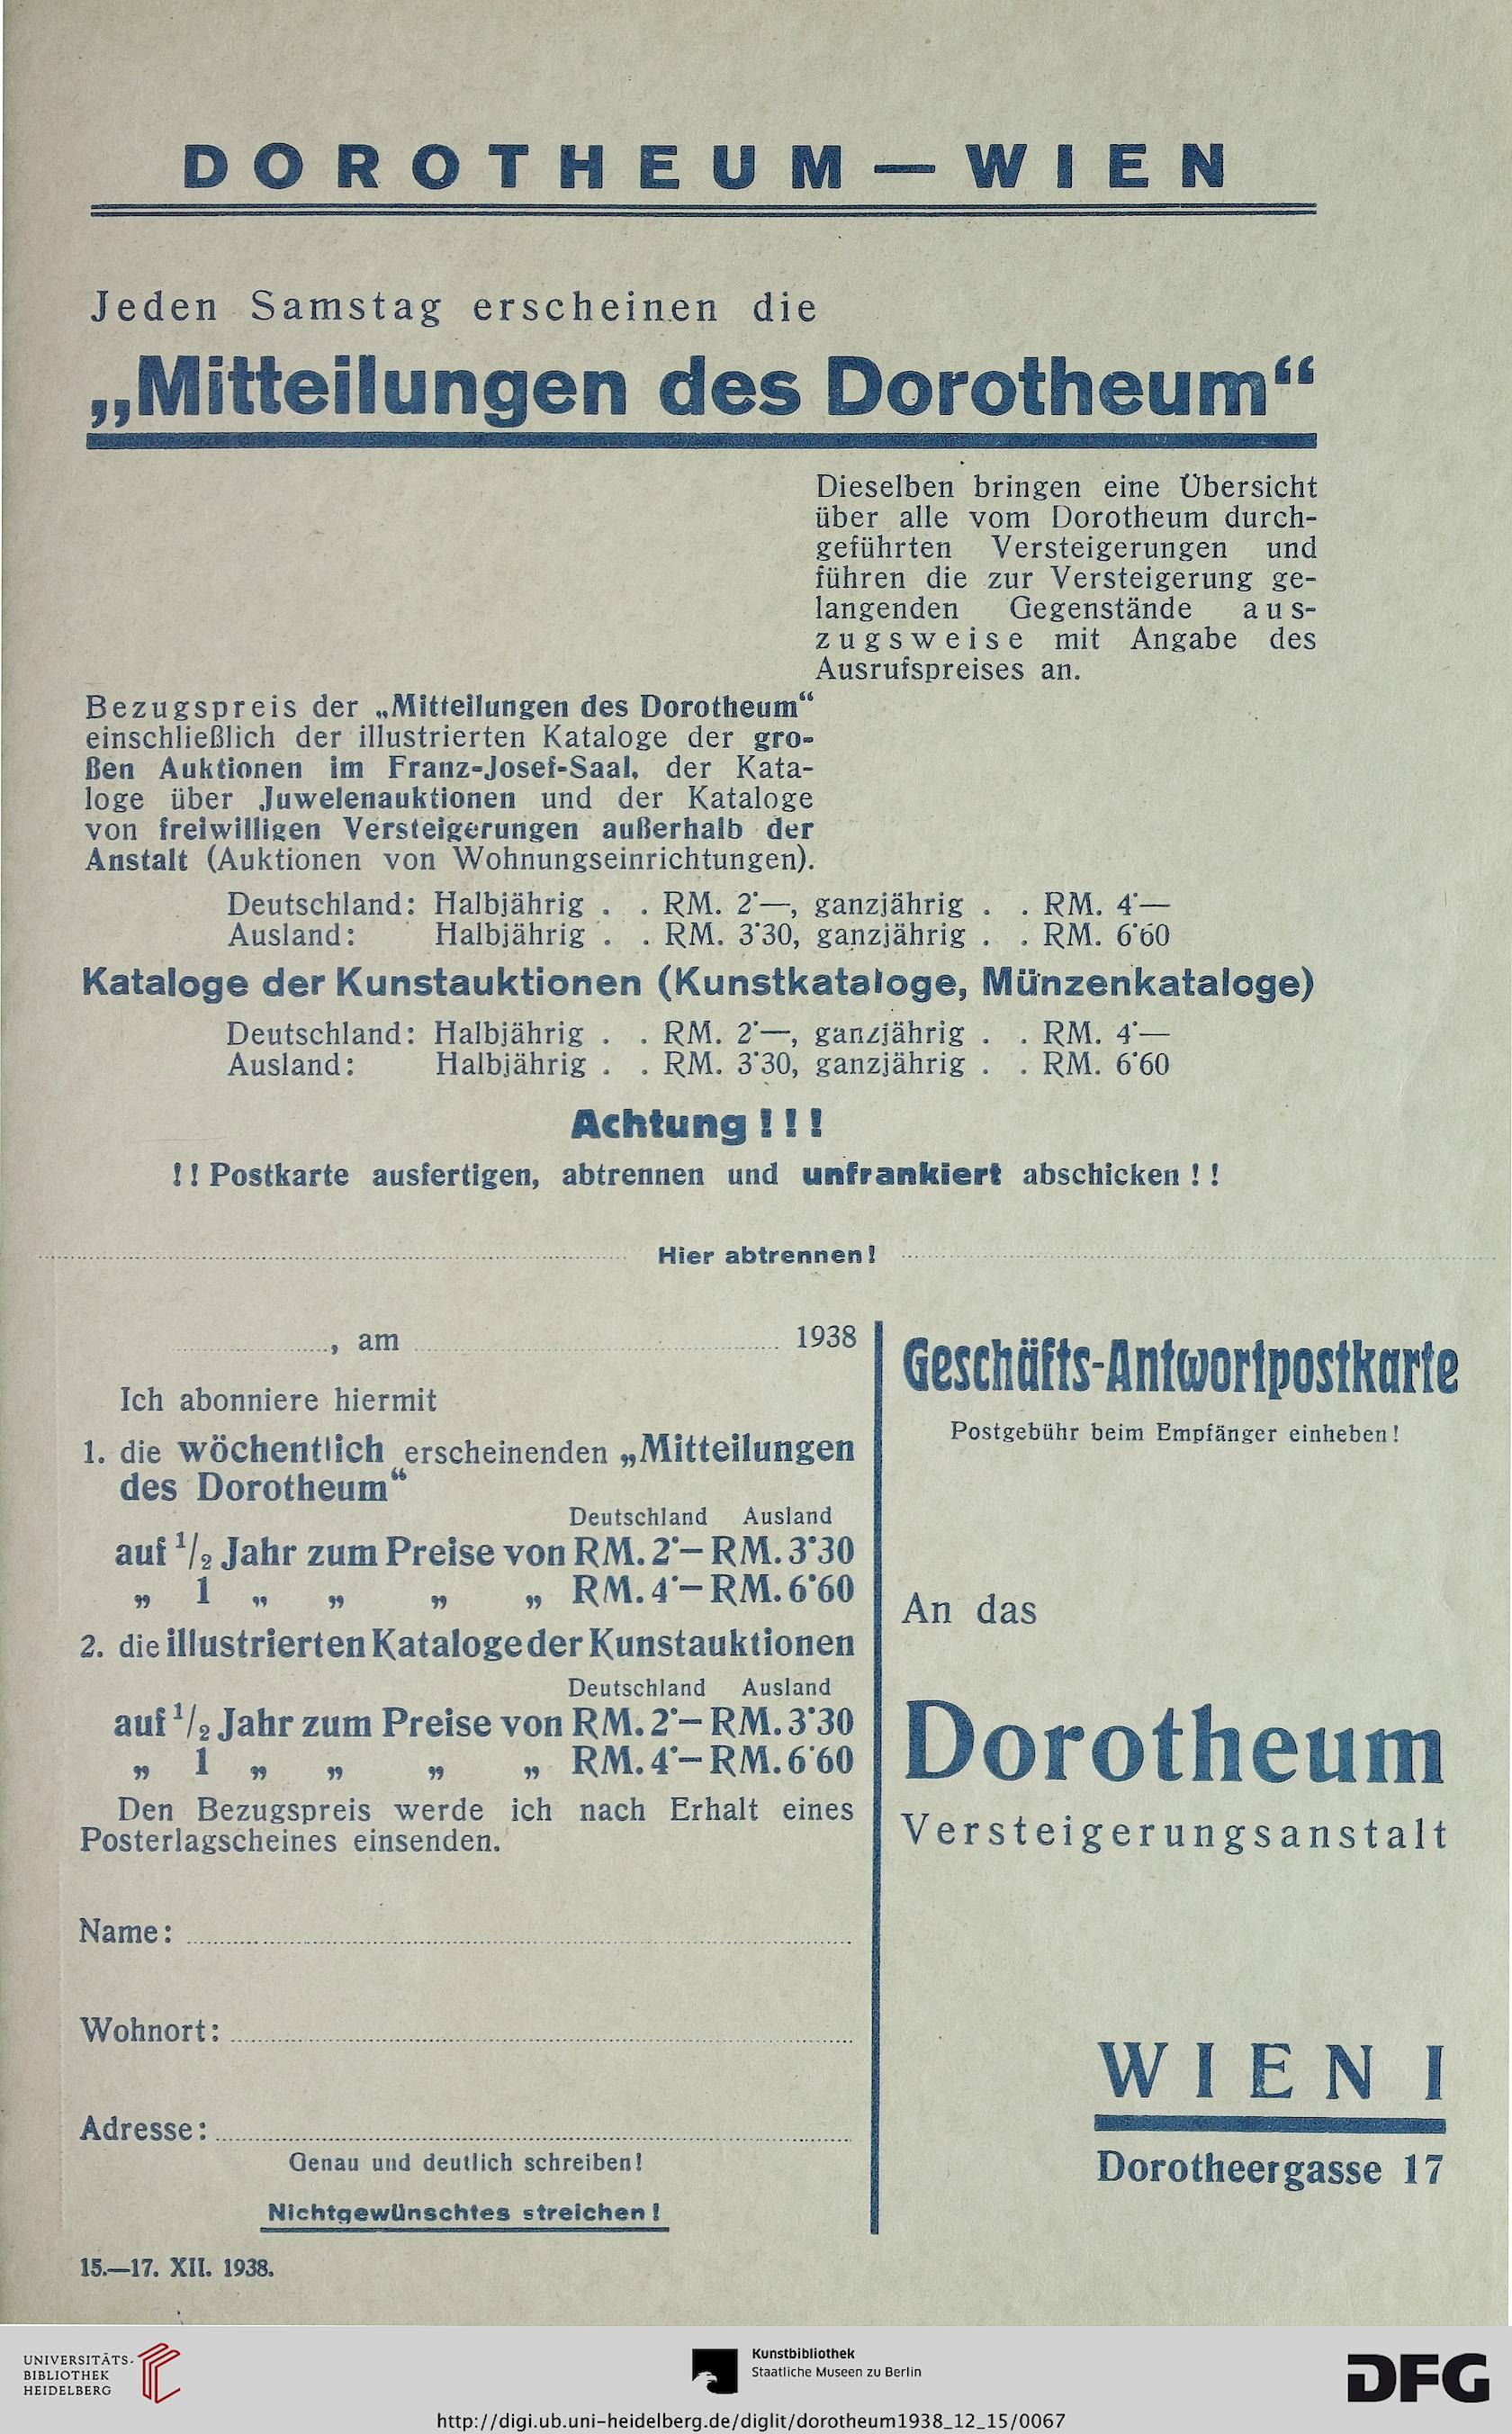 DOROTHEUM — WIEN
Jeden Samstag erscheinen die
„Mitteilungen des Dorotheum“
Dieselben bringen eine Übersicht
über alle vom Dorotheum durch-
geführten Versteigerungen und
führen die zur Versteigerung ge-
langenden Gegenstände aus-
zugsweise mit Angabe des
Ausrufspreises an.
Bezugspreis der „Mitteilungen des Dorotheum“
einschließlich der illustrierten Kataloge der gro-
ßen Auktionen im Franz-Josef-Saal, der Kata-
loge über Juwelenauktionen und der Kataloge
von freiwilligen Versteigerungen außerhalb der
Anstalt (Auktionen von Wohnungseinrichtungen).
Deutschland: Halbjährig . . RM. 2˙—, ganzjährig . . RM. 4˙—
Ausland: Halbjährig . . RM. 3˙30, ganzjährig . . RM. 6˙60
Kataloge der Kunstauktionen (Kunstkataloge, Münzenkataloge)
Deutschland: Halbjährig . . RM. 2˙—, ganzjährig . . RM. 4˙—
Ausland: Halbjährig . . RM. 3˙30, ganzjährig . . RM. 6˙60
Achtung ! ! !
! ! Postkarte ausfertigen, abtrennen und unfrankiert abschicken ! !
Hier abtrennen!
, am 1938
Ich abonniere hiermit
1. die wöchentlich erscheinenden „Mitteilungen
des Dorotheum“
Deutschland Ausland
auf 1/2 Jahr zum Preise von RM. 2˙— RM. 3˙30
„ 1 „ „ „ „ RM. 4˙— RM. 6˙60
2. die illustrierten Kataloge der Kunstauktionen
Deutschland Ausland
auf 1/2 Jahr zum Preise von RM. 2˙— RM. 3˙30
„ 1 „ „ „ „ RM. 4˙— RM. 6˙60
Den Bezugspreis werde ich nach Erhalt eines
Posterlagscheines einsenden.
Name:
Wohnort:
Adresse:
Genau und deutlich schreiben!
Nichtgewünschtes streichen!
15.—17. XII. 1938.
Geschäfts-Antwortpostkarte
Postgebühr beim Empfänger einheben!
An das
Dorotheum
Versteigerungsanstalt
WIEN I
Dorotheergasse 17
UNIVERSITÄTS-
BIBLIOTHEK
HEIDELBERG
Kunstbibliothek
Staatliche Museen zu Berlin
DFG
http://digi.ub.uni-heidelberg.de/diglit/dorotheum1938_12_15/0067